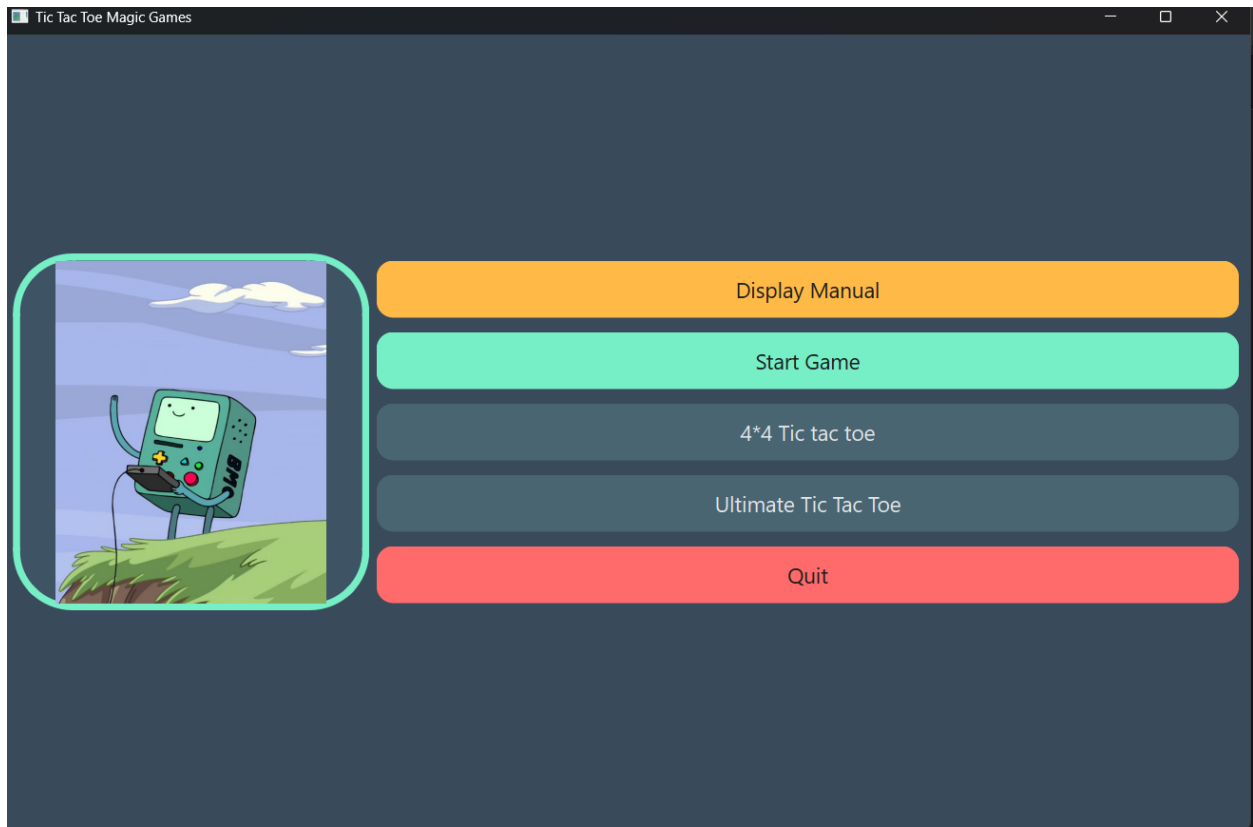 Tic Tac Toe Magic Games
Display Manual
Start Game
4*4 Tic tac toe
Ultimate Tic Tac Toe
Quit
BMO